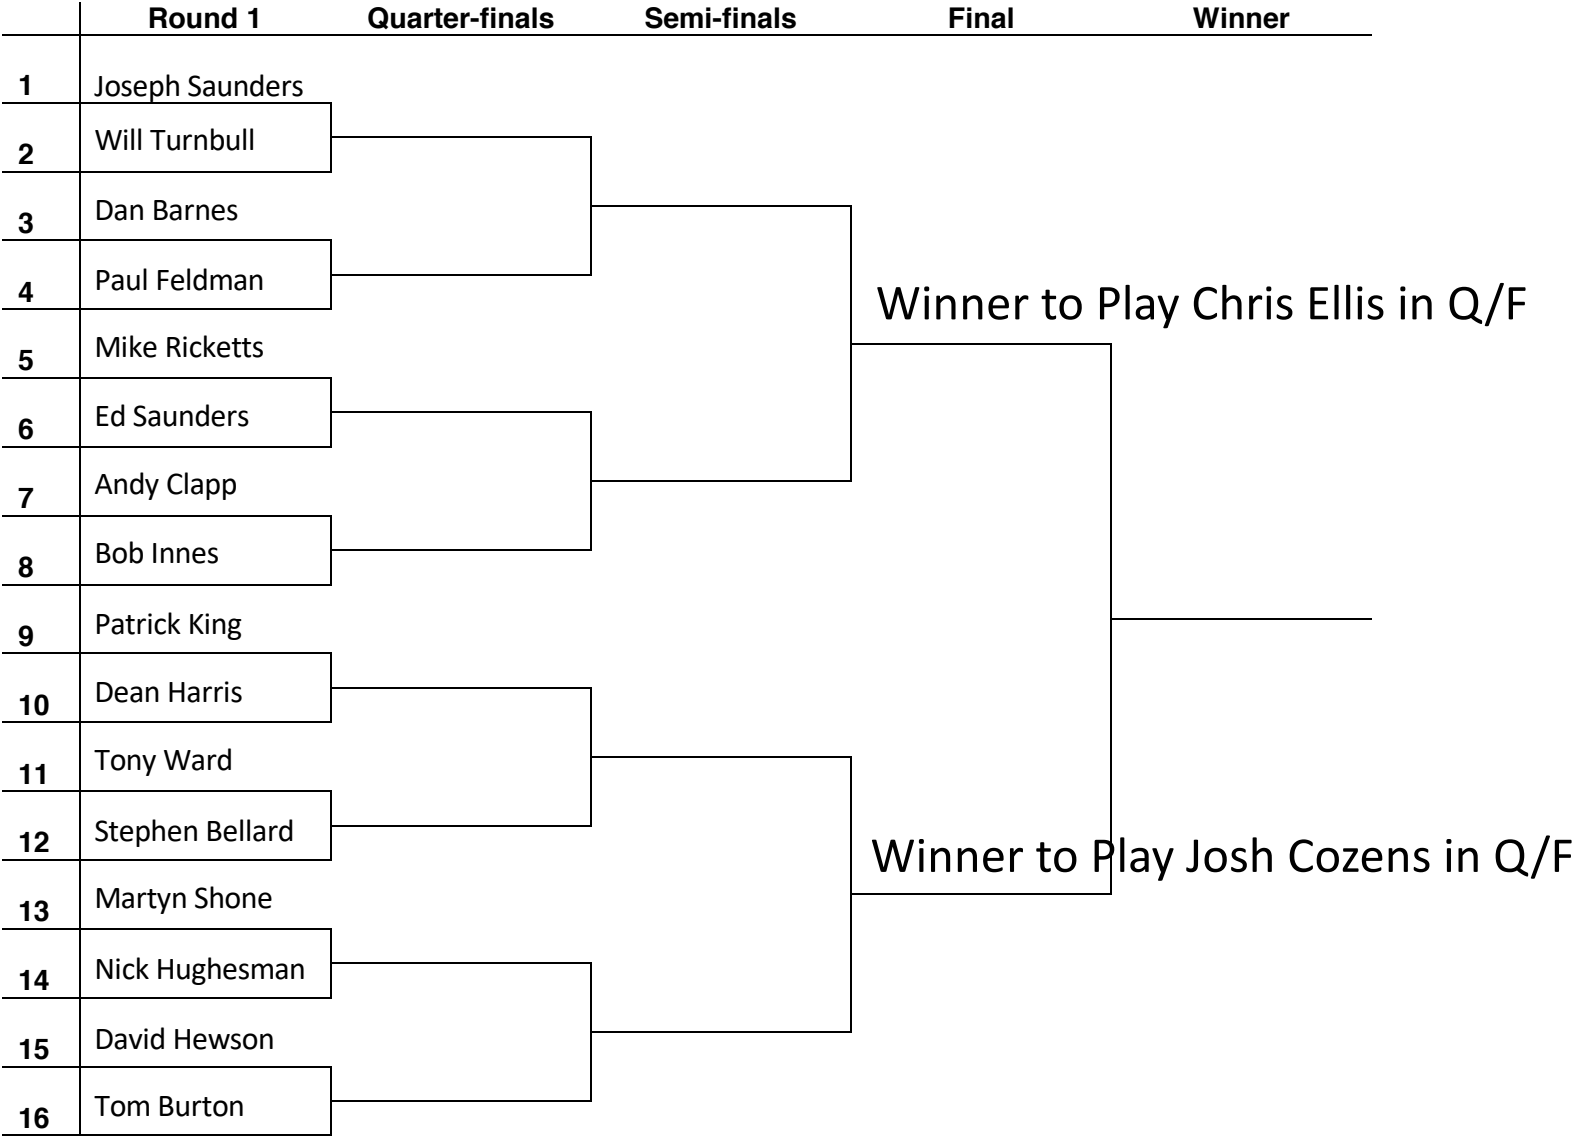 Round 1 Quarter-finals Semi-finals Final Winner
1 Joseph Saunders
2 Will Turnbull
3 Dan Barnes
4 Paul Feldman
Winner to Play Chris Ellis in Q/F
5 Mike Ricketts
6 Ed Saunders
7 Andy Clapp
8 Bob Innes
9 Patrick King
10 Dean Harris
11 Tony Ward
12 Stephen Bellard
Winner to Play Josh Cozens in Q/F
13 Martyn Shone
14 Nick Hughesman
15 David Hewson
16 Tom Burton